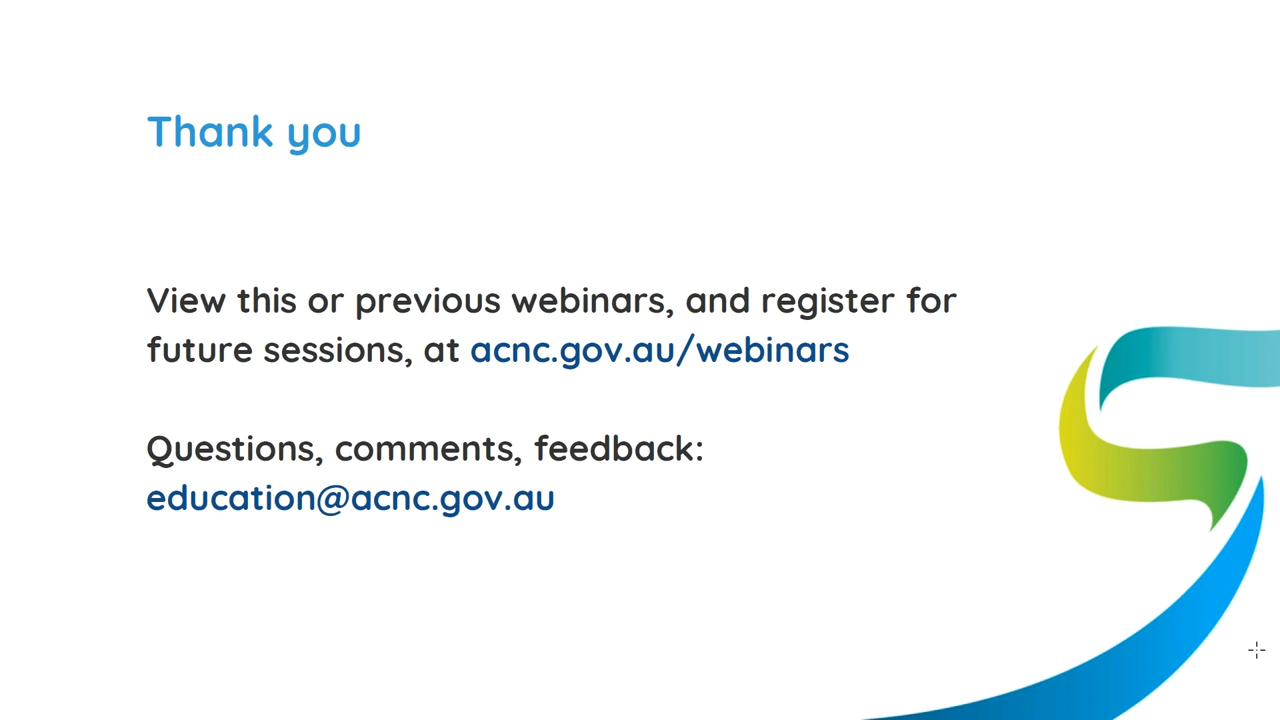 Thank you
View this or previous webinars, and register for
future sessions, at acnc.gov.au/webinars
Questions, comments, feedback:
education@acnc.gov.au